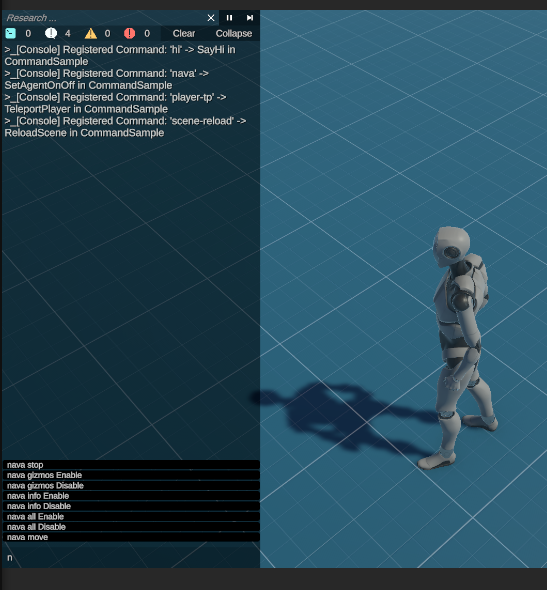 Research ...
0 4 0 0 Clear Collapse
>_[Console] Registered Command: 'hi' -> SayHi in
CommandSample
>_[Console] Registered Command: 'nava' ->
SetAgentOnOff in CommandSample
>_[Console] Registered Command: 'player-tp' ->
TeleportPlayer in CommandSample
>_[Console] Registered Command: 'scene-reload' ->
ReloadScene in CommandSample
nava stop
nava gizmos Enable
nava gizmos Disable
nava info Enable
nava info Disable
nava all Enable
nava all Disable
nava move
n